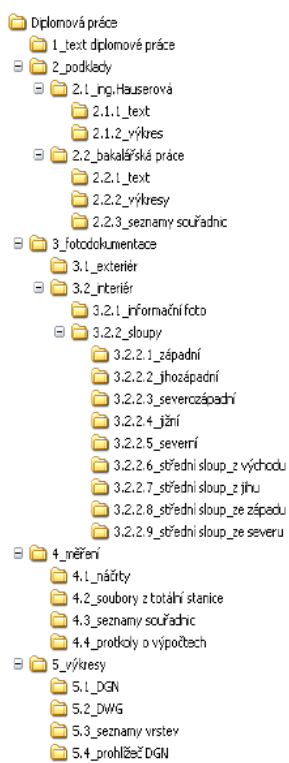 Diplomová práce
1_text diplomové práce
2_podklady
2.1_ing.Hauserová
2.1.1_text
2.1.2_výkres
2.2_bakalářská práce
2.2.1_text
2.2.2_výkresy
2.2.3_seznamy souřadnic
3_fotodokumentace
3.1_exteriér
3.2_interiér
3.2.1_informační foto
3.2.2_sloupy
3.2.2.1_západní
3.2.2.2_jihozápadní
3.2.2.3_severozápadní
3.2.2.4_jižní
3.2.2.5_severní
3.2.2.6_střední sloup_z východu
3.2.2.7_střední sloup_z jihu
3.2.2.8_střední sloup_ze západu
3.2.2.9_střední sloup_ze severu
4_měření
4.1_náčrty
4.2_soubory z totální stanice
4.3_seznamy souřadnic
4.4_protkoly o výpočtech
5_výkresy
5.1_DGN
5.2_DWG
5.3_seznamy vrstev
5.4_prohlížeč DGN